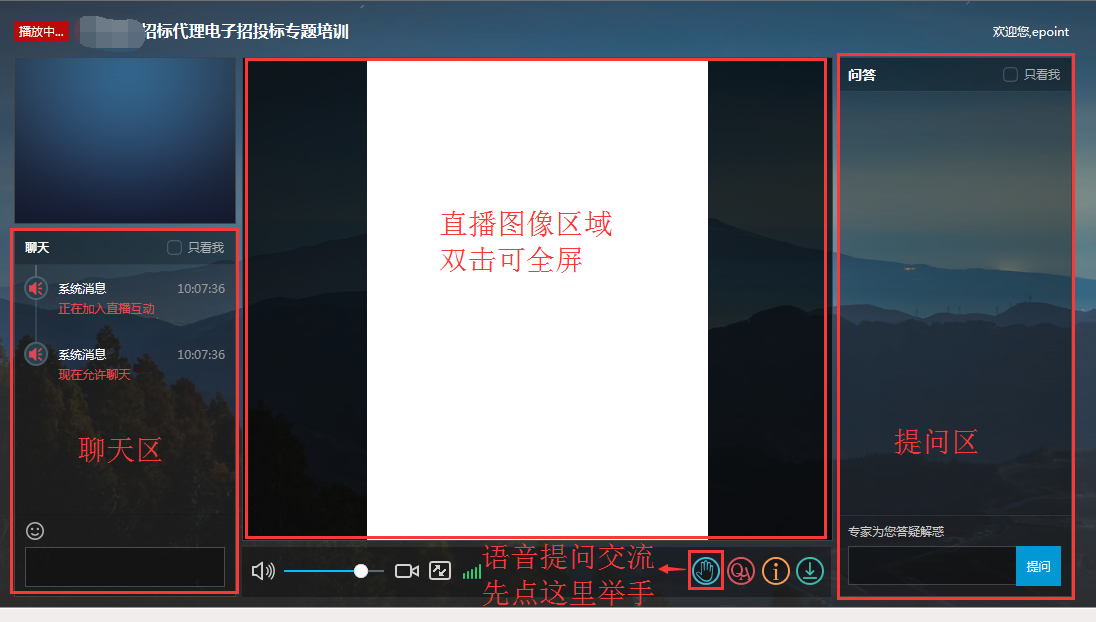 播放中...
招标代理电子招投标专题培训
欢迎您,epoint
聊天
只看我
系统消息
10:07:36
正在加入直播互动
系统消息
10:07:36
现在允许聊天
聊天区
直播图像区域
双击可全屏
语音提问交流
先点这里举手
问答
只看我
提问区
专家为您答疑解惑
提问